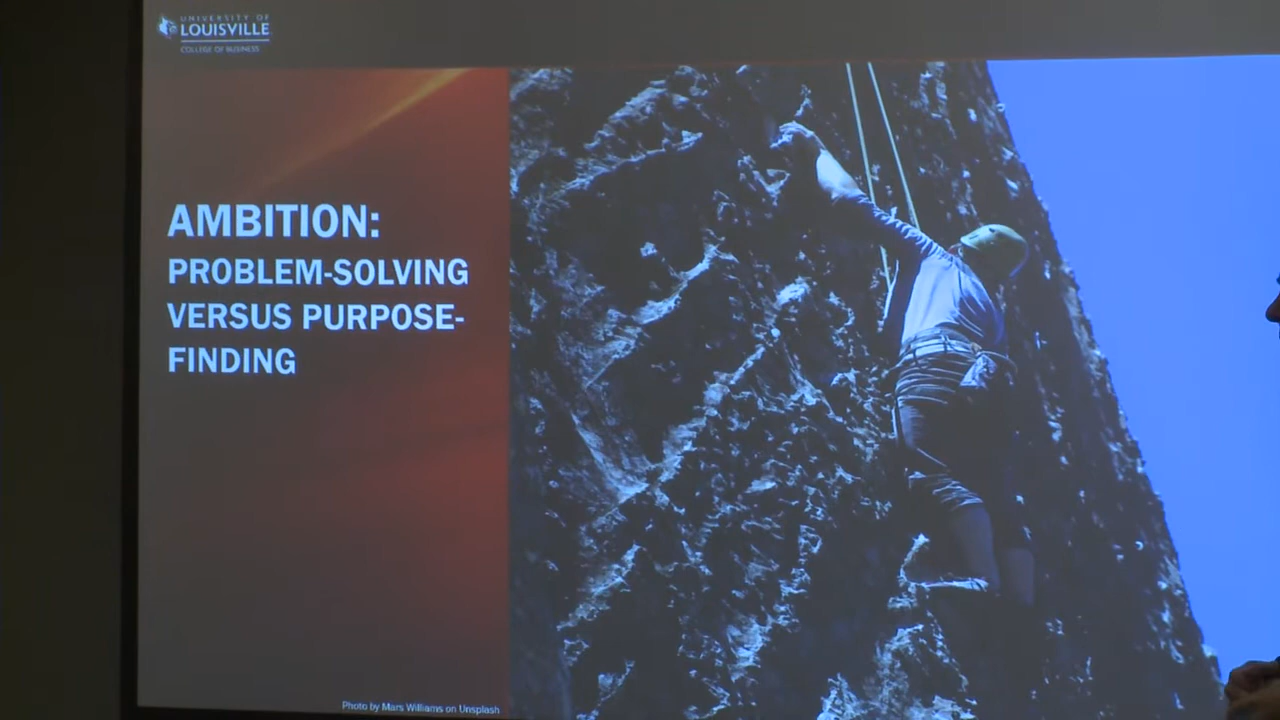 UNIVERSITY OF
LOUISVILLE
COLLEGE OF BUSINESS
AMBITION:
PROBLEM-SOLVING
VERSUS PURPOSE-
FINDING
Photo by Mars Williams on Unsplash